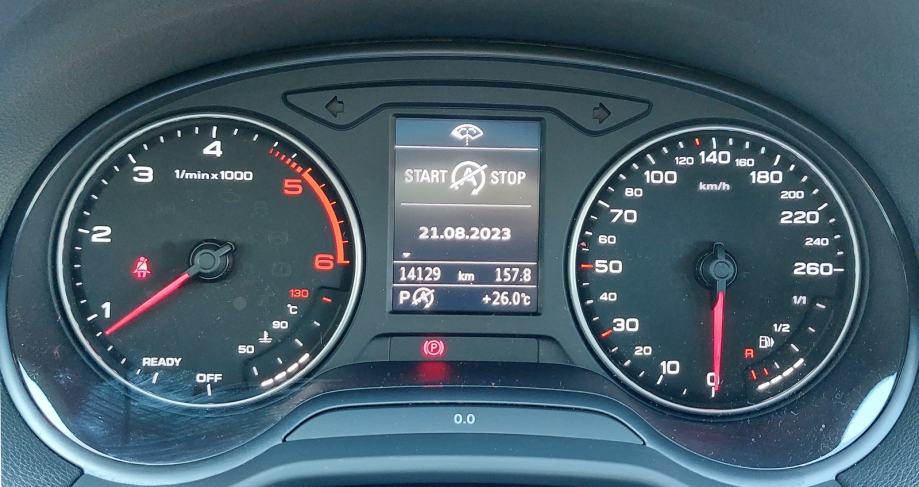 4
3
1/min x 1000
5
2
6
1
130
°C
90
50
READY
OFF
START STOP
21.08.2023
14129 km 157.8
P +26.0°C
(P)
0.0
120 140 160
100 180
km/h
80 200
70 220
60 240
50 260
40
1/1
30 1/2
20 R
10
0